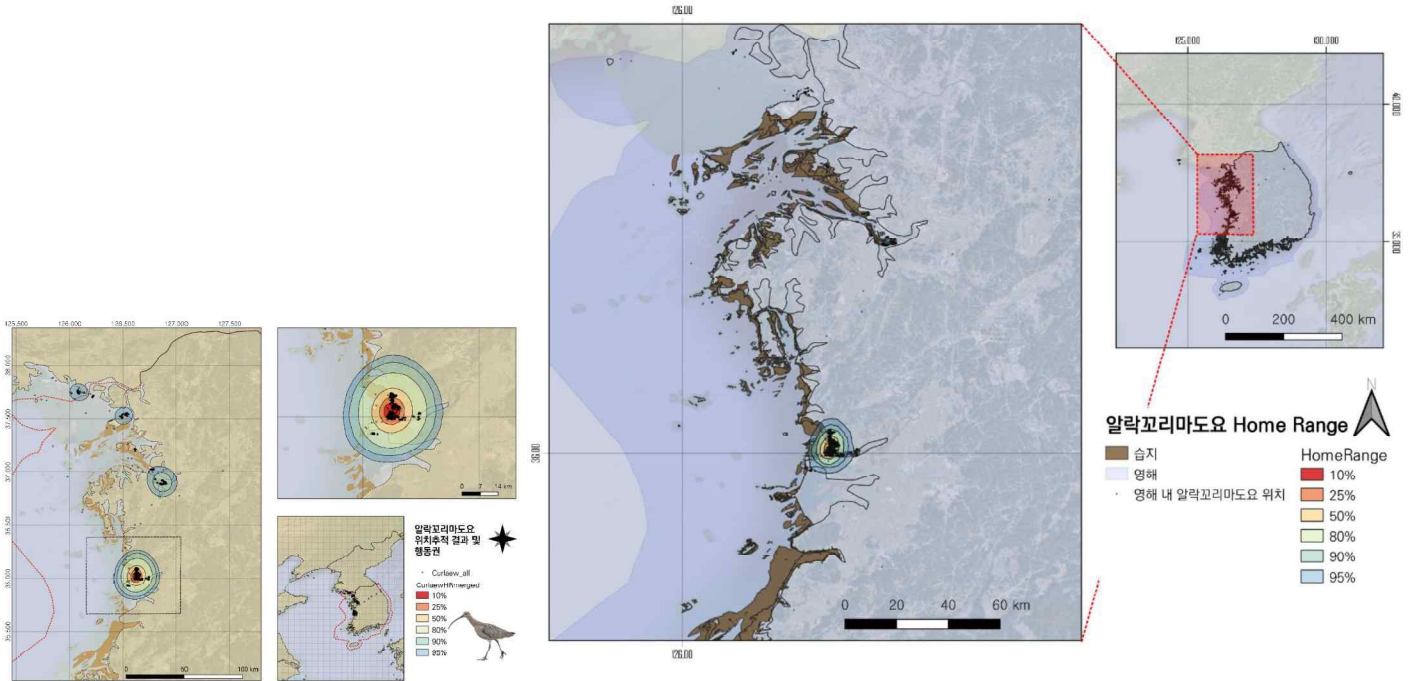 125.500 126.000 126.500 127.000 127.500
38.000
37.500
37.000
36.500
36.000
35.500
0 50 100 km
0 7 14 km
알락꼬리마도요
위치추적 결과 및
행동권
Curlaew_all
CurlaewHRmerged
10%
25%
50%
80%
90%
95%
126.00
36.00
0 20 40 60 km
126.00
125.000 130.000
40.000
35.000
0 200 400 km
N
알락꼬리마도요 Home Range
습지
영해
영해 내 알락꼬리마도요 위치
HomeRange
10%
25%
50%
80%
90%
95%